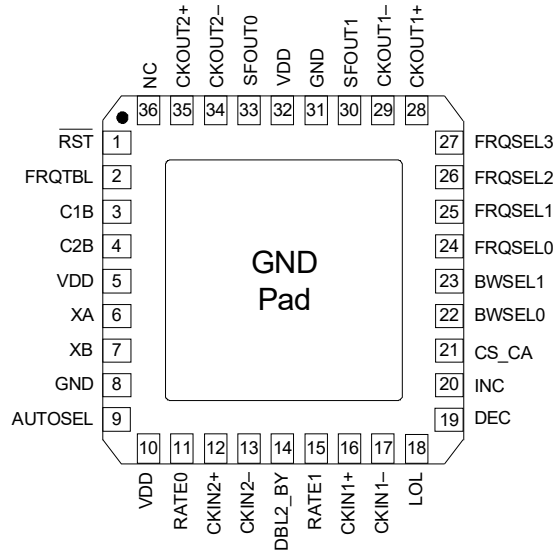 NC
CKOUT2+
CKOUT2–
SFOUT0
VDD
GND
SFOUT1
CKOUT1–
CKOUT1+
36 35 34 33 32 31 30 29 28
RST 1
FRQTBL 2
C1B 3
C2B 4
VDD 5
XA 6
XB 7
GND 8
AUTOSEL 9
GND
Pad
27 FRQSEL3
26 FRQSEL2
25 FRQSEL1
24 FRQSEL0
23 BWSEL1
22 BWSEL0
21 CS_CA
20 INC
19 DEC
10 11 12 13 14 15 16 17 18
VDD
RATE0
CKIN2+
CKIN2–
DBL2_BY
RATE1
CKIN1+
CKIN1–
LOL